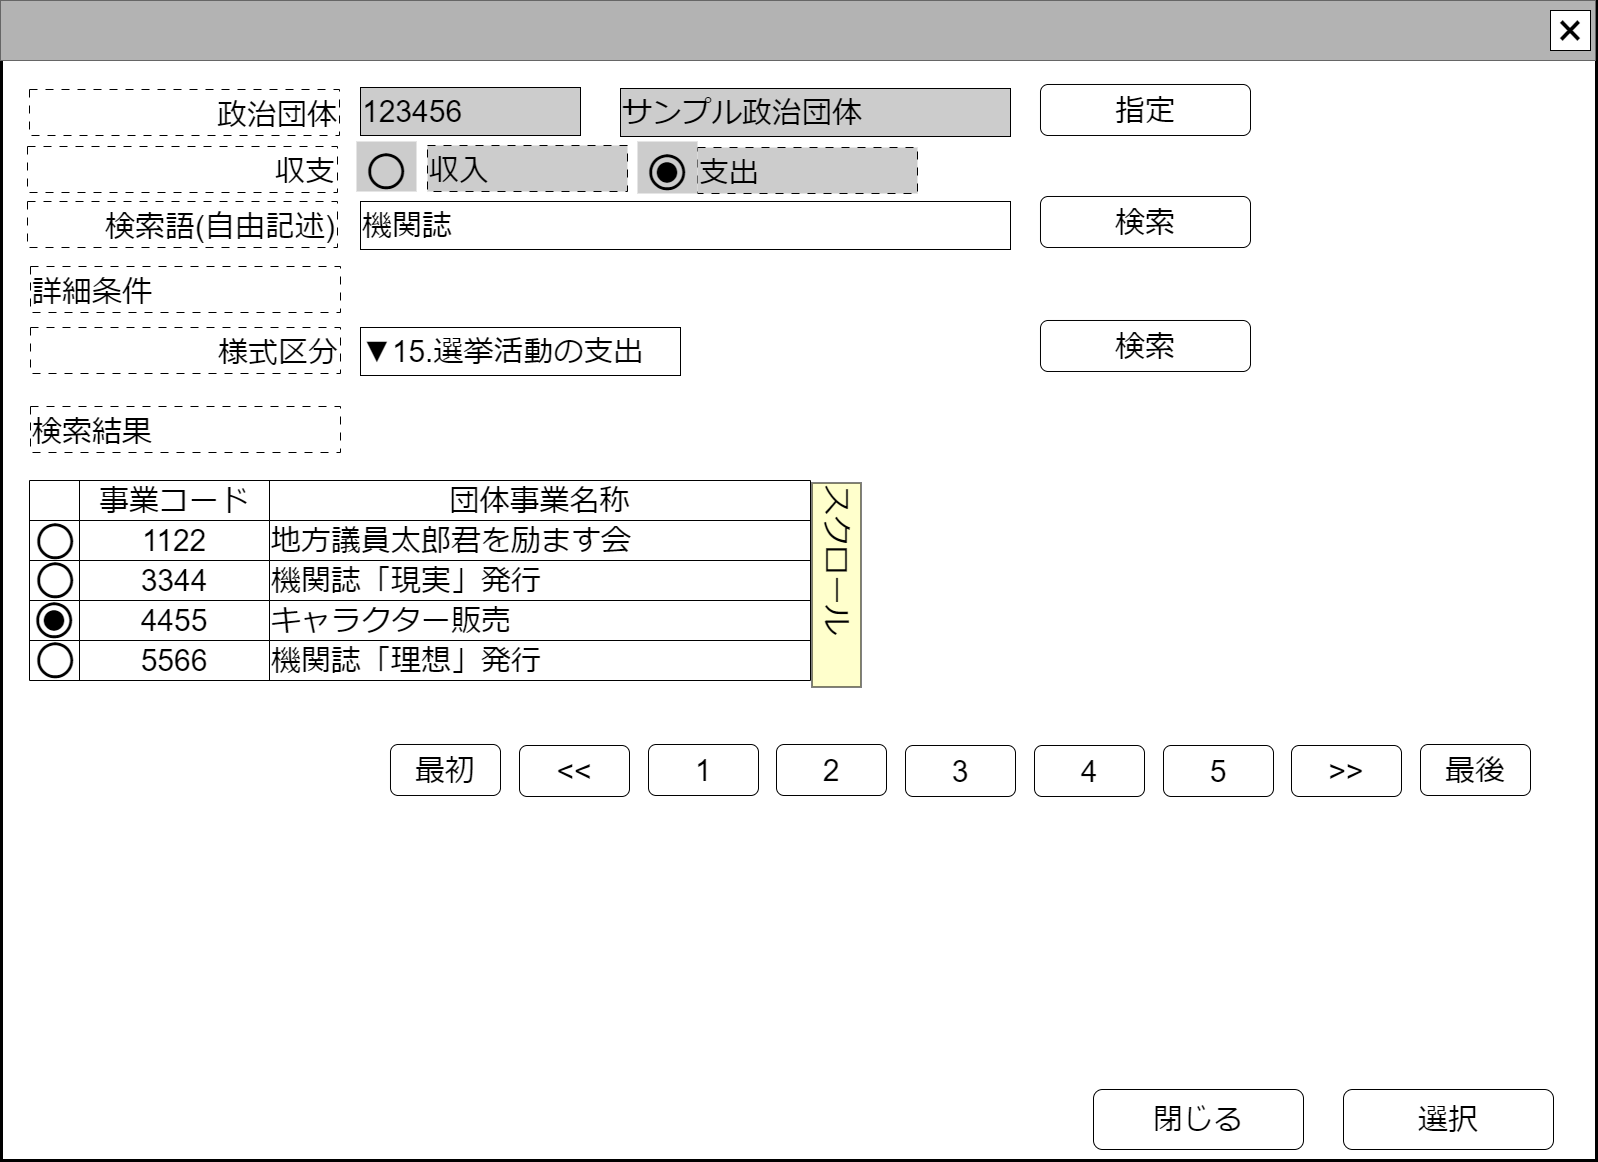 ×
政治団体 123456 サンプル政治団体 指定
収支 収入 支出
検索語(自由記述) 機関誌 検索
詳細条件
様式区分 ▼15.選挙活動の支出 検索
検索結果
事業コード 団体事業名称
1122 地方議員太郎君を励ます会
3344 機関誌「現実」発行
4455 キャラクター販売
5566 機関誌「理想」発行
スクロール
最初 << 1 2 3 4 5 >> 最後
閉じる 選択